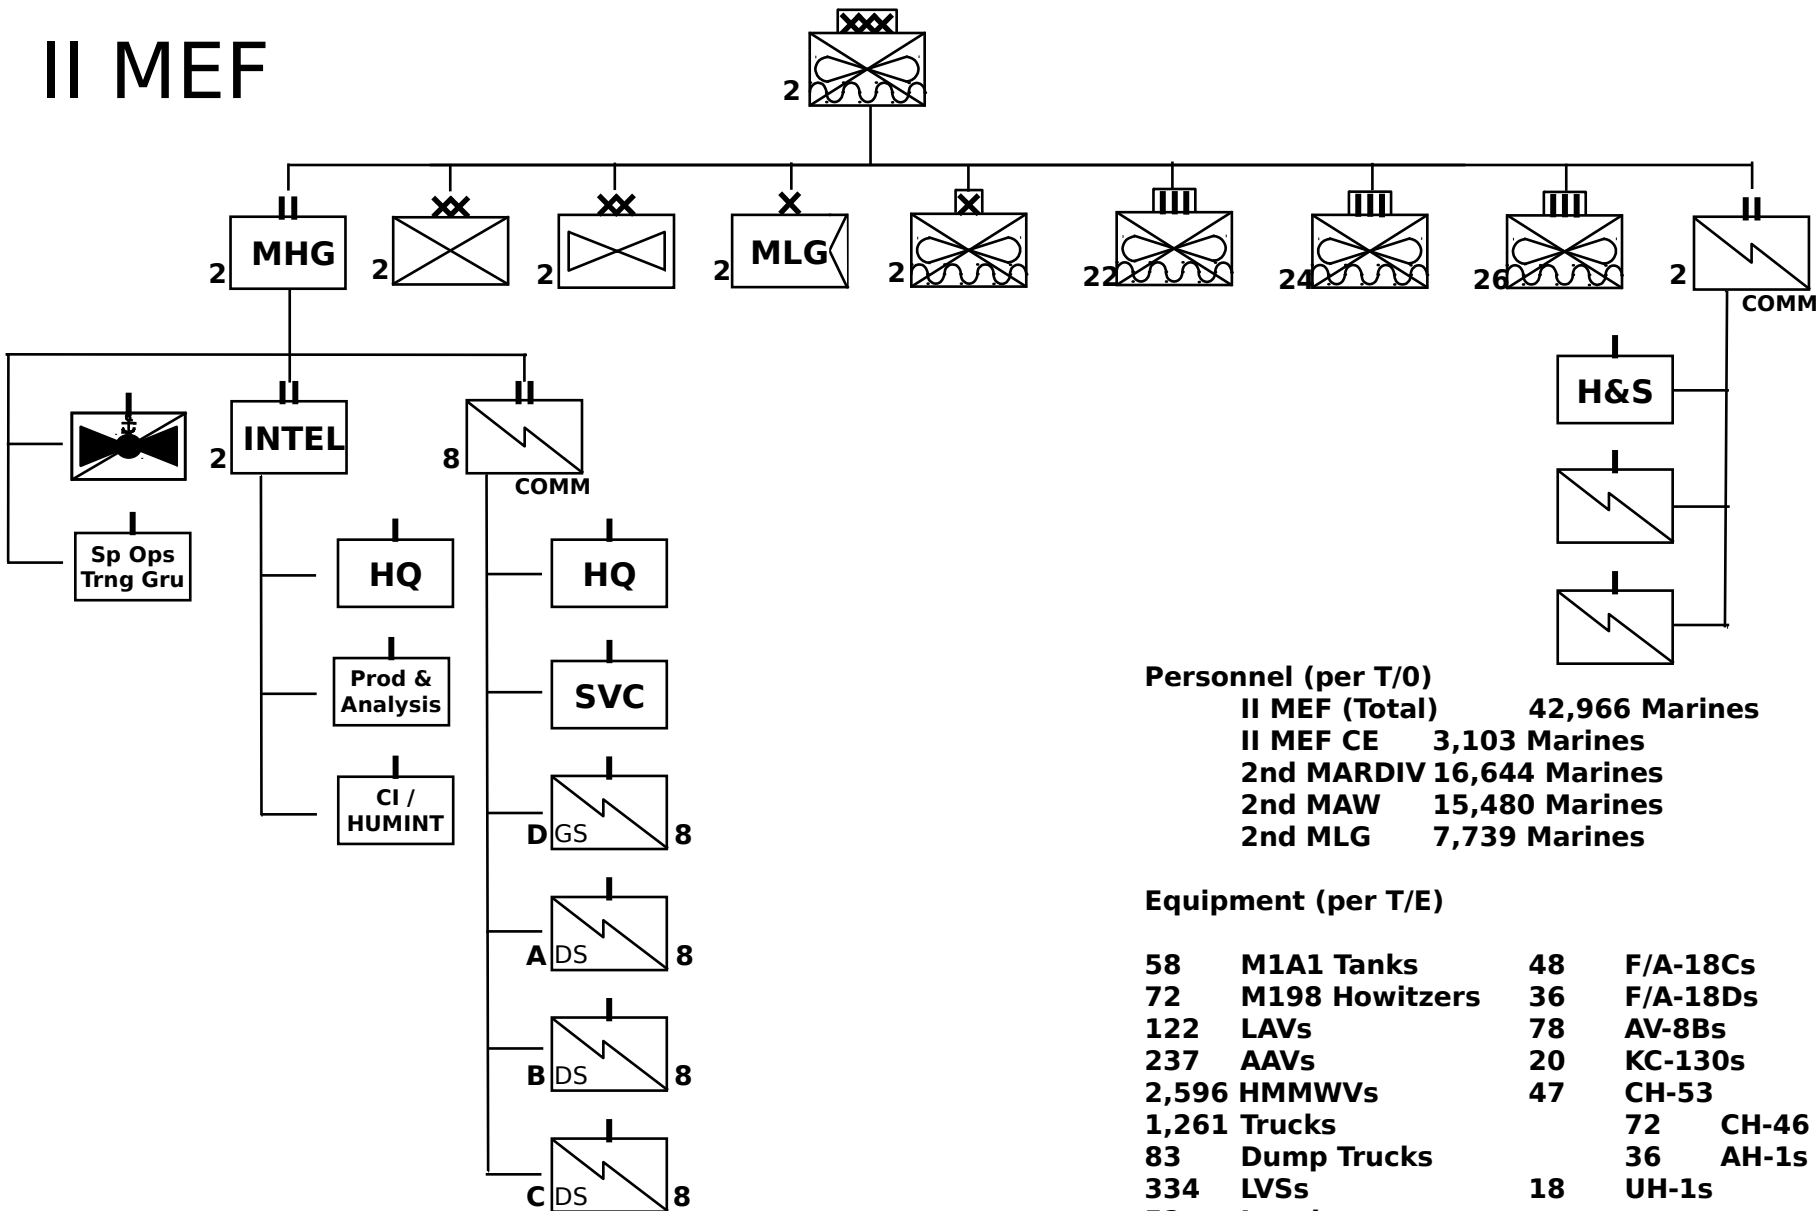 II MEF
2
MHG
2
2
2
MLG
2
2
22
24
26
2
COMM
INTEL
2
8
COMM
H&S
Sp Ops
Trng Gru
HQ
Prod &
Analysis
CI /
HUMINT
HQ
SVC
D GS 8
A DS 8
B DS 8
C DS 8
Personnel (per T/0)
II MEF (Total) 42,966 Marines
II MEF CE 3,103 Marines
2nd MARDIV 16,644 Marines
2nd MAW 15,480 Marines
2nd MLG 7,739 Marines
Equipment (per T/E)
58 M1A1 Tanks 48 F/A-18Cs
72 M198 Howitzers 36 F/A-18Ds
122 LAVs 78 AV-8Bs
237 AAVs 20 KC-130s
2,596 HMMWVs 47 CH-53
1,261 Trucks 72 CH-46
83 Dump Trucks 36 AH-1s
334 LVSs 18 UH-1s